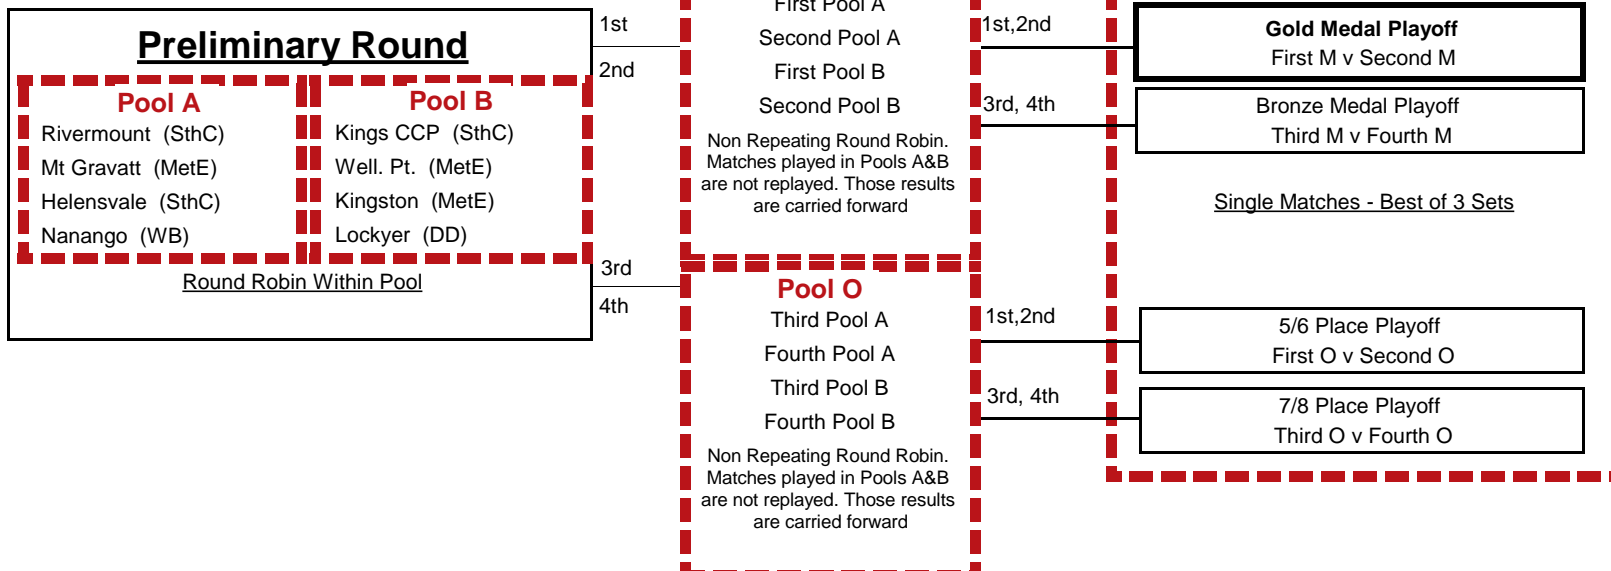 Preliminary Round
Pool A
Rivermount (SthC)
Mt Gravatt (MetE)
Helensvale (SthC)
Nanango (WB)
Pool B
Kings CCP (SthC)
Well. Pt. (MetE)
Kingston (MetE)
Lockyer (DD)
Round Robin Within Pool
1st
2nd
3rd
4th
First Pool A
Second Pool A
First Pool B
Second Pool B
Non Repeating Round Robin.
Matches played in Pools A&B
are not replayed. Those results
are carried forward
Pool O
Third Pool A
Fourth Pool A
Third Pool B
Fourth Pool B
Non Repeating Round Robin.
Matches played in Pools A&B
are not replayed. Those results
are carried forward
1st,2nd
3rd, 4th
1st,2nd
3rd, 4th
Gold Medal Playoff
First M v Second M
Bronze Medal Playoff
Third M v Fourth M
Single Matches - Best of 3 Sets
5/6 Place Playoff
First O v Second O
7/8 Place Playoff
Third O v Fourth O